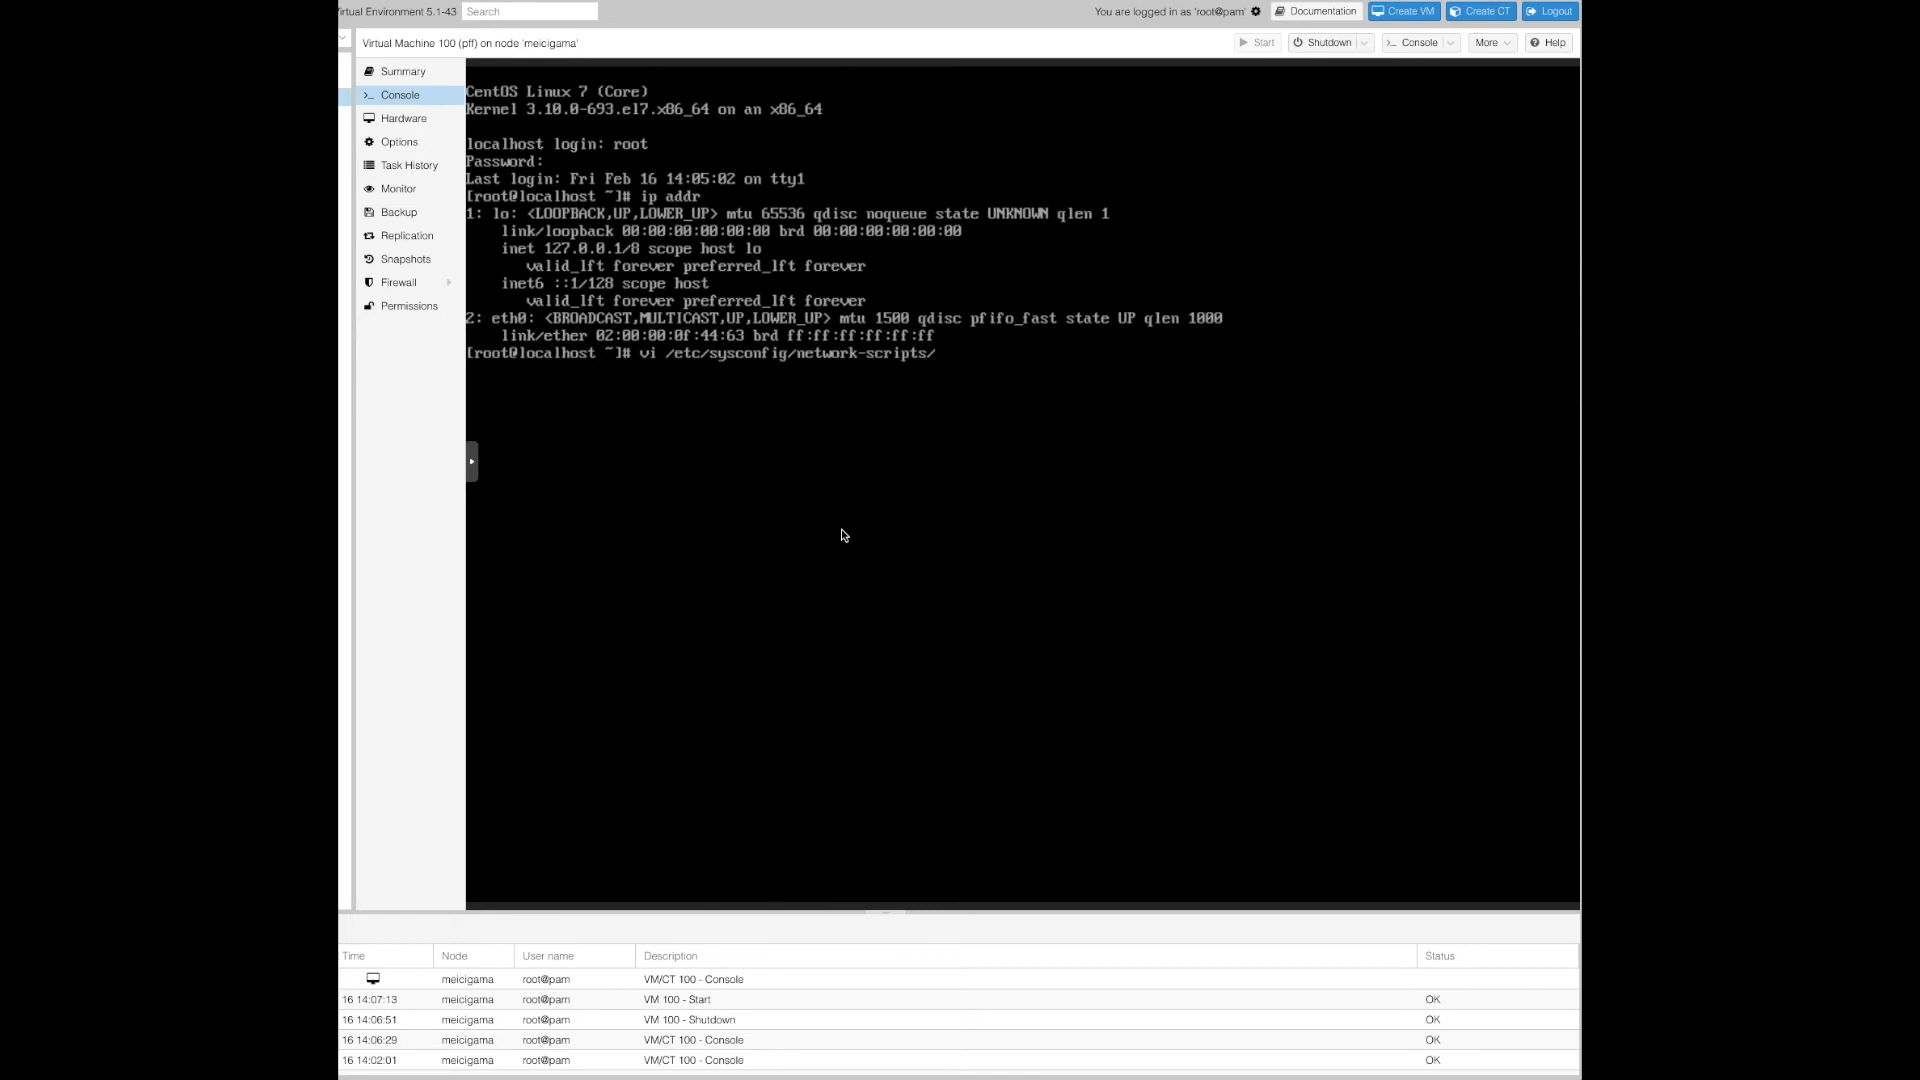 Virtual Environment 5.1-43 Search You are logged in as 'root@pam' Documentation Create VM Create CT Logout
Virtual Machine 100 (pff) on node 'meicigama' Start Shutdown >_ Console More Help
Summary
>_ Console
Hardware
Options
Task History
Monitor
Backup
Replication
Snapshots
Firewall
Permissions
CentOS Linux 7 (Core)
Kernel 3.10.0-693.el7.x86_64 on an x86_64
localhost login: root
Password:
Last login: Fri Feb 16 14:05:02 on tty1
[root@localhost ~]# ip addr
1: lo: <LOOPBACK,UP,LOWER_UP> mtu 65536 qdisc noqueue state UNKNOWN qlen 1
link/loopback 00:00:00:00:00:00 brd 00:00:00:00:00:00
inet 127.0.0.1/8 scope host lo
valid_lft forever preferred_lft forever
inet6 ::1/128 scope host
valid_lft forever preferred_lft forever
2: eth0: <BROADCAST,MULTICAST,UP,LOWER_UP> mtu 1500 qdisc pfifo_fast state UP qlen 1000
link/ether 02:00:00:0f:44:63 brd ff:ff:ff:ff:ff:ff
[root@localhost ~]# vi /etc/sysconfig/network-scripts/
Time Node User name Description Status
meicigama root@pam VM/CT 100 - Console
16 14:07:13 meicigama root@pam VM 100 - Start OK
16 14:06:51 meicigama root@pam VM 100 - Shutdown OK
16 14:06:29 meicigama root@pam VM/CT 100 - Console OK
16 14:02:01 meicigama root@pam VM/CT 100 - Console OK